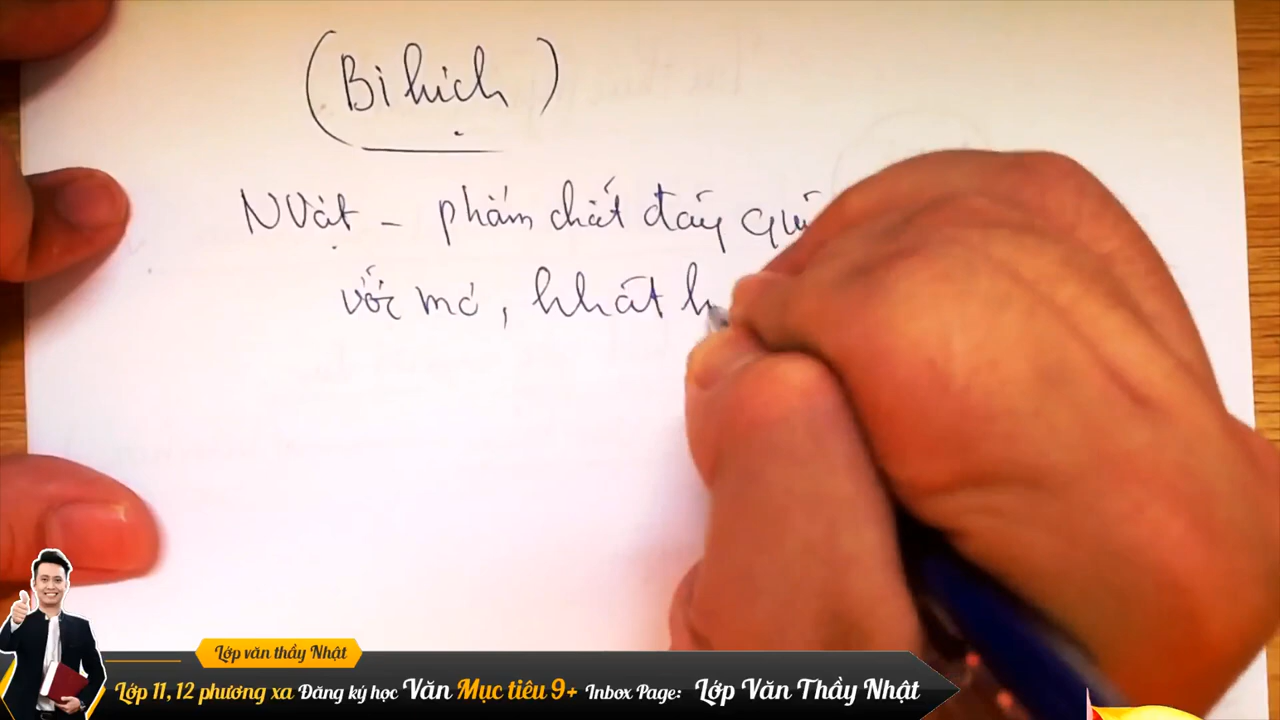 (Bi kịch)
NVật - phẩm chất đáng quý
ước mơ, khát
Lớp văn thầy Nhật
Lớp 11, 12 phương xa Đăng ký học Văn Mục tiêu 9+ Inbox Page: Lớp Văn Thầy Nhật